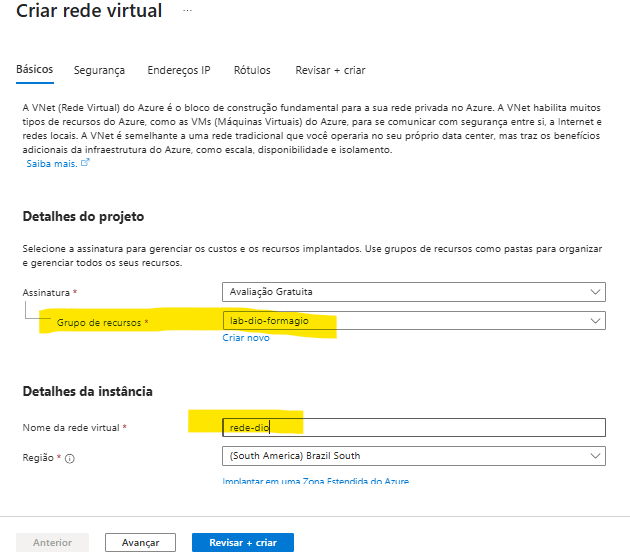 Criar rede virtual ...
Básicos Segurança Endereços IP Rótulos Revisar + criar
A VNet (Rede Virtual) do Azure é o bloco de construção fundamental para a sua rede privada no Azure. A VNet habilita muitos
tipos de recursos do Azure, como as VMs (Máquinas Virtuais) do Azure, para se comunicar com segurança entre si, a Internet e
redes locais. A VNet é semelhante a uma rede tradicional que você operaria no seu próprio data center, mas traz os benefícios
adicionais da infraestrutura do Azure, como escala, disponibilidade e isolamento.
Saiba mais.
Detalhes do projeto
Selecione a assinatura para gerenciar os custos e os recursos implantados. Use grupos de recursos como pastas para organizar
e gerenciar todos os seus recursos.
Assinatura * Avaliação Gratuita
Grupo de recursos * lab-dio-formagio
Criar novo
Detalhes da instância
Nome da rede virtual * rede-dio
Região * (South America) Brazil South
Implantar em uma Zona Estendida do Azure
Anterior Avançar Revisar + criar